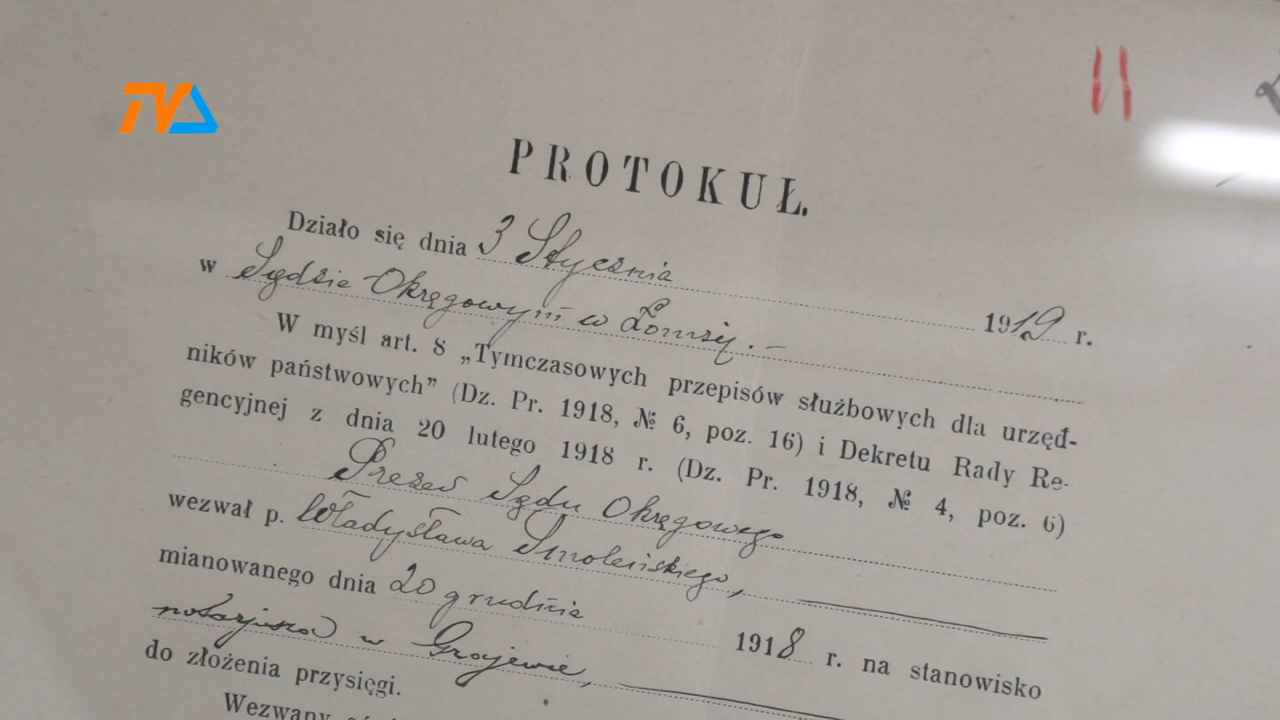 TVA
PROTOKUŁ.
Działo się dnia 3 Stycznia 1919 r.
w Sądzie Okręgowym w Łomży. –
W myśl art. 8 „Tymczasowych przepisów służbowych dla urzęd-
ników państwowych” (Dz. Pr. 1918, № 6, poz. 16) i Dekretu Rady Re-
gencyjnej z dnia 20 lutego 1918 r. (Dz. Pr. 1918, № 4, poz. 6)
Prezes Sądu Okręgowego
wezwał p. Władysława Smoleńskiego,
mianowanego dnia 20 grudnia 1918 r. na stanowisko
notarjusza w Grajewie,
do złożenia przysięgi.
Wezwany